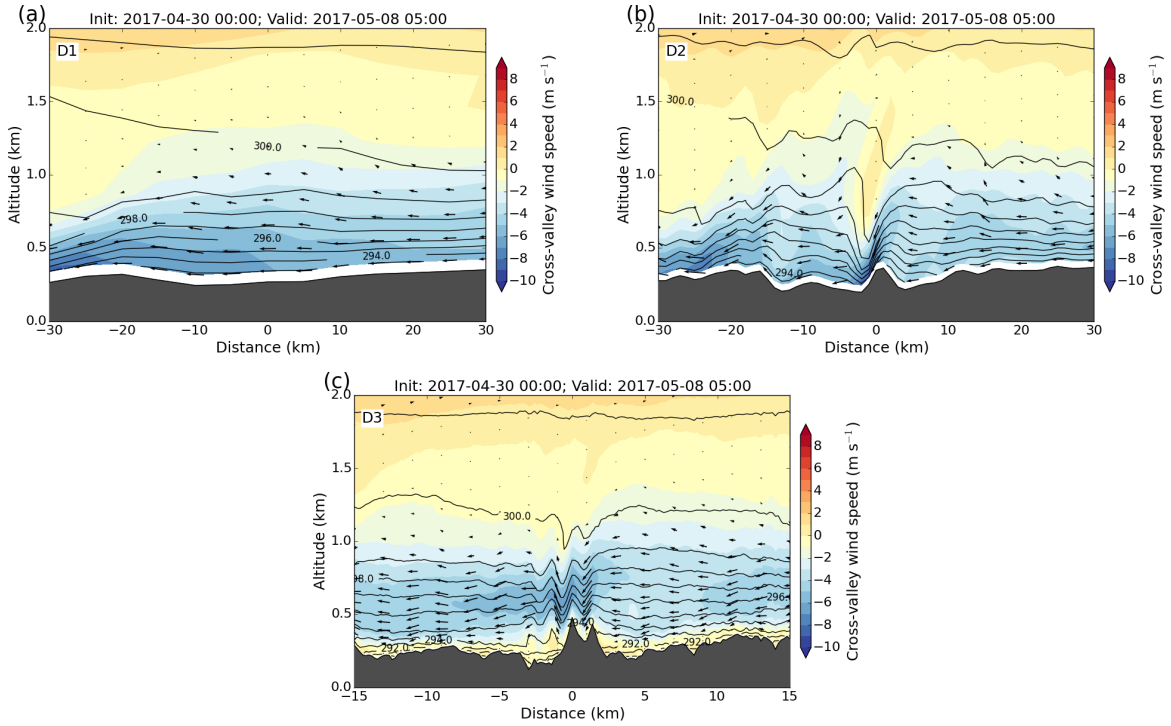 (a)
Init: 2017-04-30 00:00; Valid: 2017-05-08 05:00
D1
2.0
1.5
1.0
0.5
0.0
Altitude (km)
300.0
298.0
296.0
294.0
−30 −20 −10 0 10 20 30
Distance (km)
8
6
4
2
0
−2
−4
−6
−8
−10
Cross-valley wind speed (m s⁻¹)
(b)
Init: 2017-04-30 00:00; Valid: 2017-05-08 05:00
D2
2.0
1.5
1.0
0.5
0.0
Altitude (km)
300.0
294.0
−30 −20 −10 0 10 20 30
Distance (km)
8
6
4
2
0
−2
−4
−6
−8
−10
Cross-valley wind speed (m s⁻¹)
(c)
Init: 2017-04-30 00:00; Valid: 2017-05-08 05:00
D3
2.0
1.5
1.0
0.5
0.0
Altitude (km)
300.0
98.0
296.
294.0
294.0
292.0
292.0
292.0
−15 −10 −5 0 5 10 15
Distance (km)
8
6
4
2
0
−2
−4
−6
−8
−10
Cross-valley wind speed (m s⁻¹)